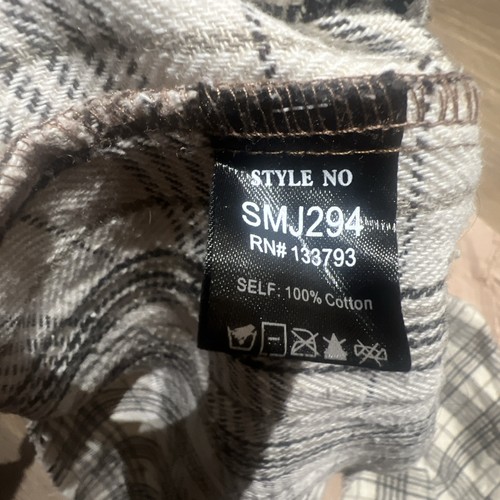 STYLE NO
SMJ294
RN# 133793
SELF: 100% Cotton